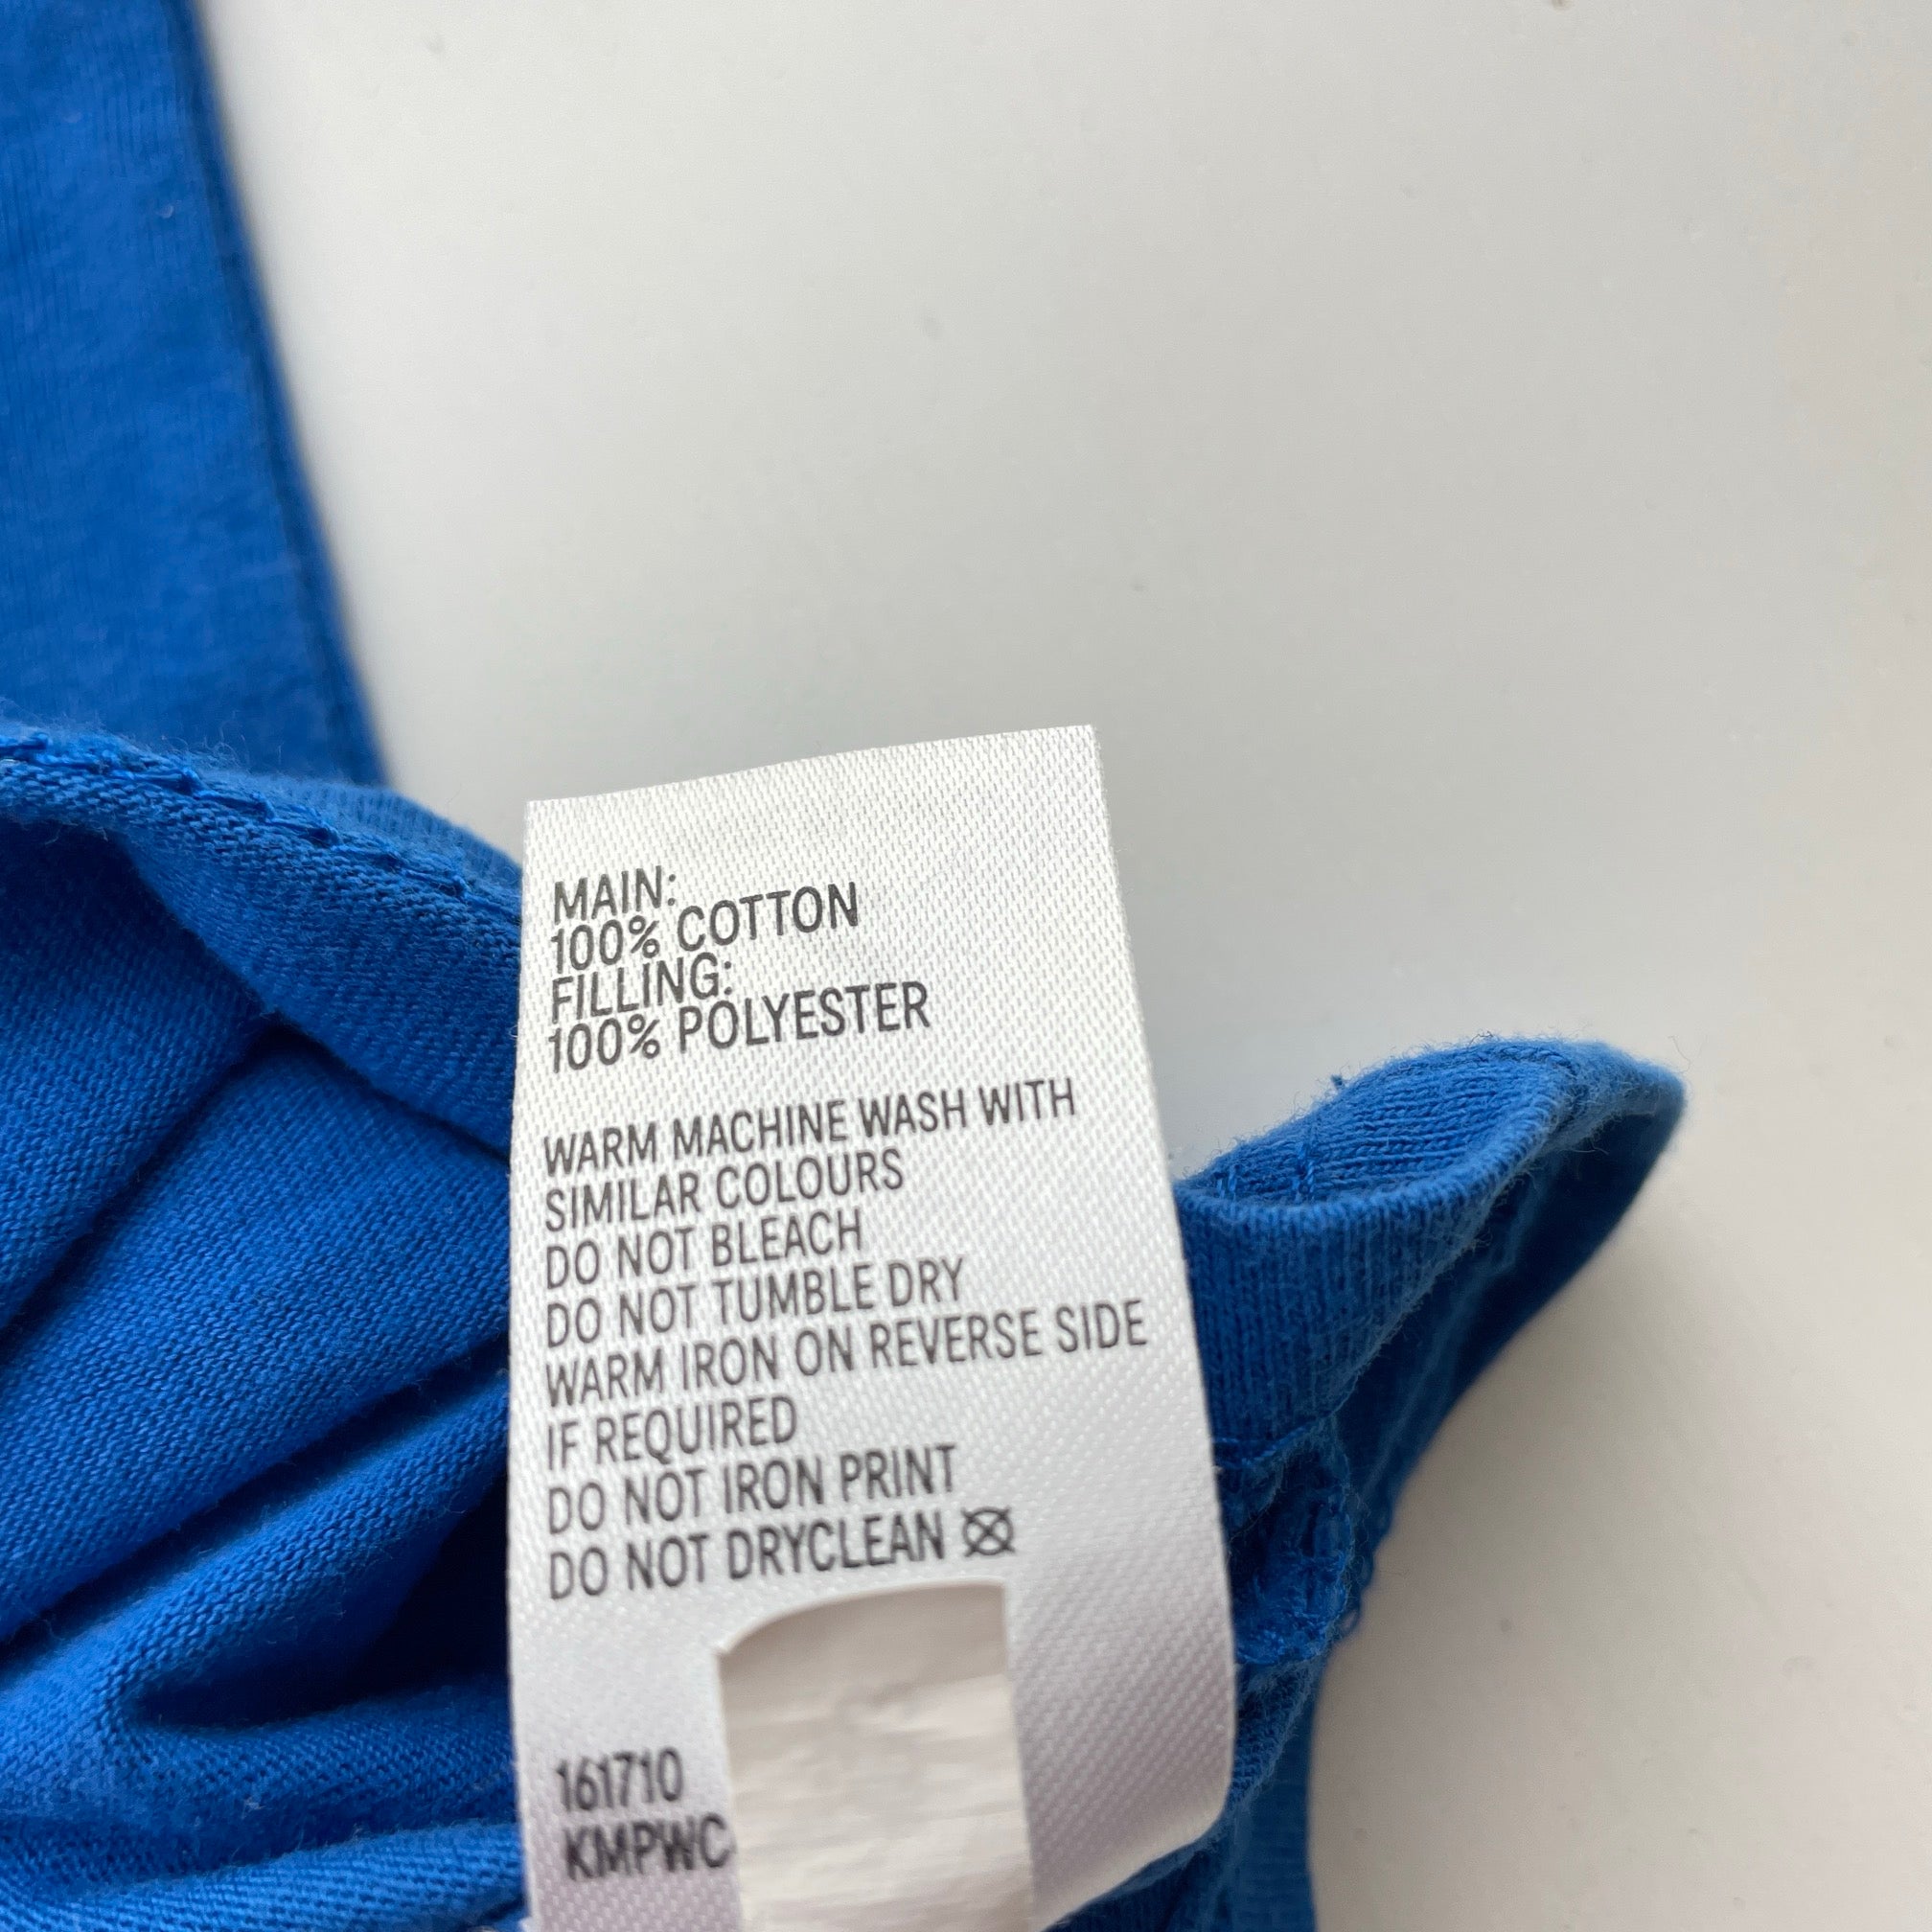 MAIN:
100% COTTON
FILLING:
100% POLYESTER
WARM MACHINE WASH WITH
SIMILAR COLOURS
DO NOT BLEACH
DO NOT TUMBLE DRY
WARM IRON ON REVERSE SIDE
IF REQUIRED
DO NOT IRON PRINT
DO NOT DRYCLEAN
161710
KMPWC